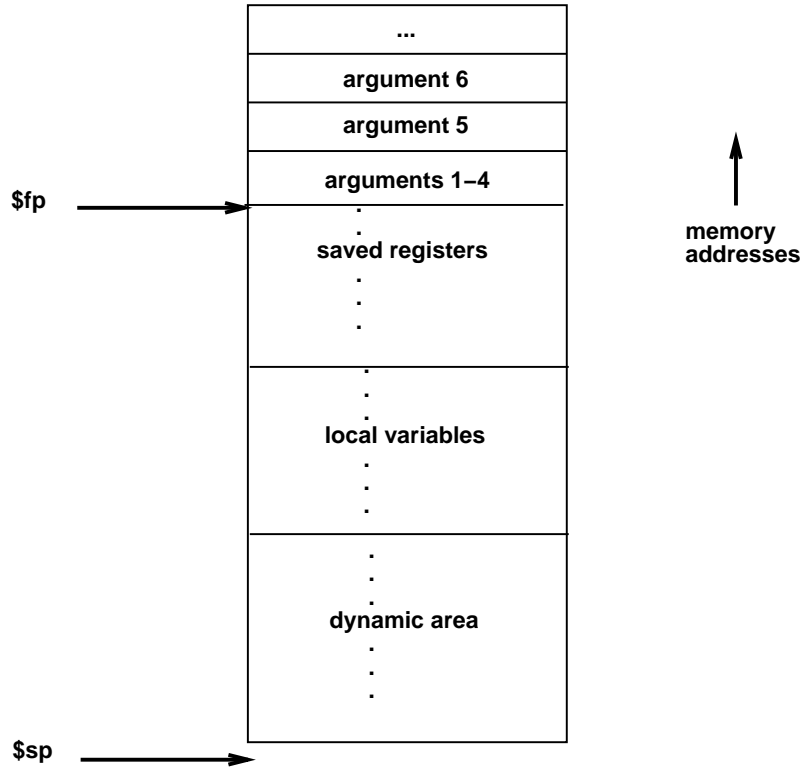 ...
argument 6
argument 5
arguments 1−4
$fp
memory
addresses
saved registers
local variables
dynamic area
$sp